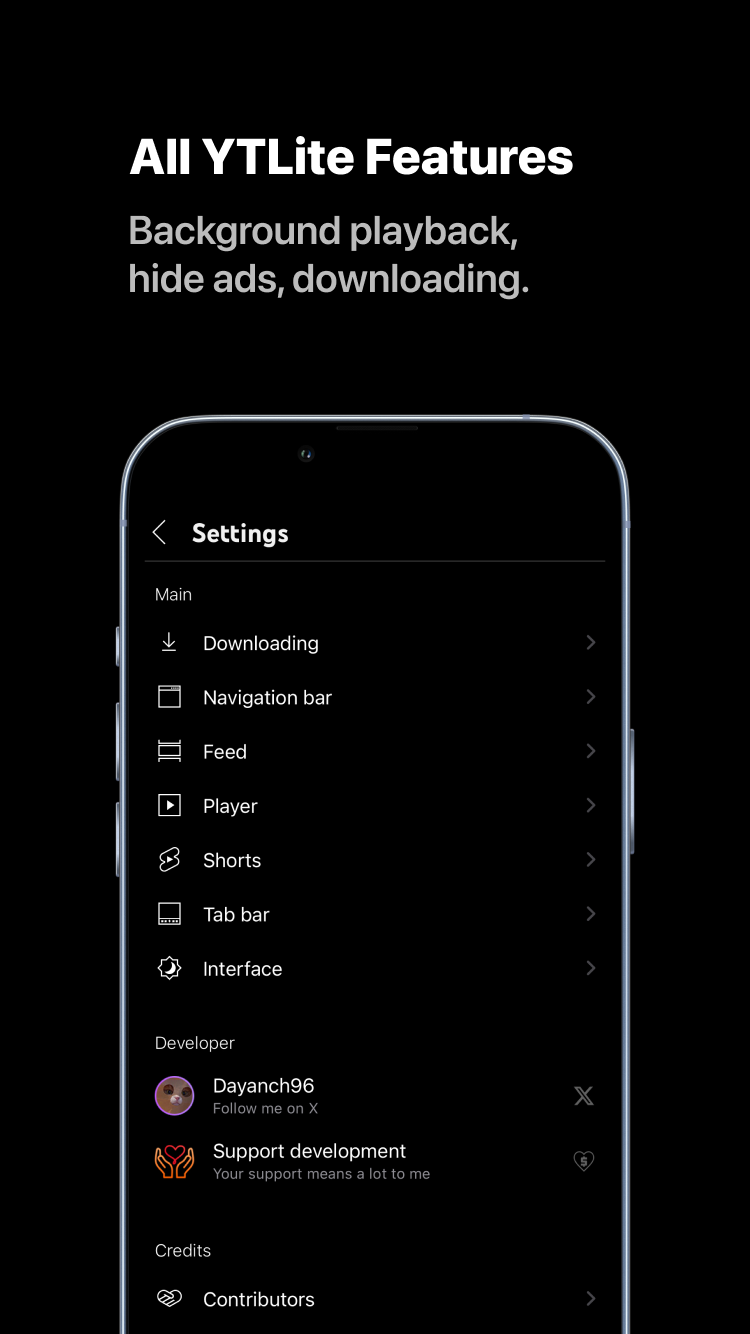 All YTLite Features
Background playback,
hide ads, downloading.
Settings
Main
Downloading
Navigation bar
Feed
Player
Shorts
Tab bar
Interface
Developer
Dayanch96
Follow me on X
Support development
Your support means a lot to me
Credits
Contributors